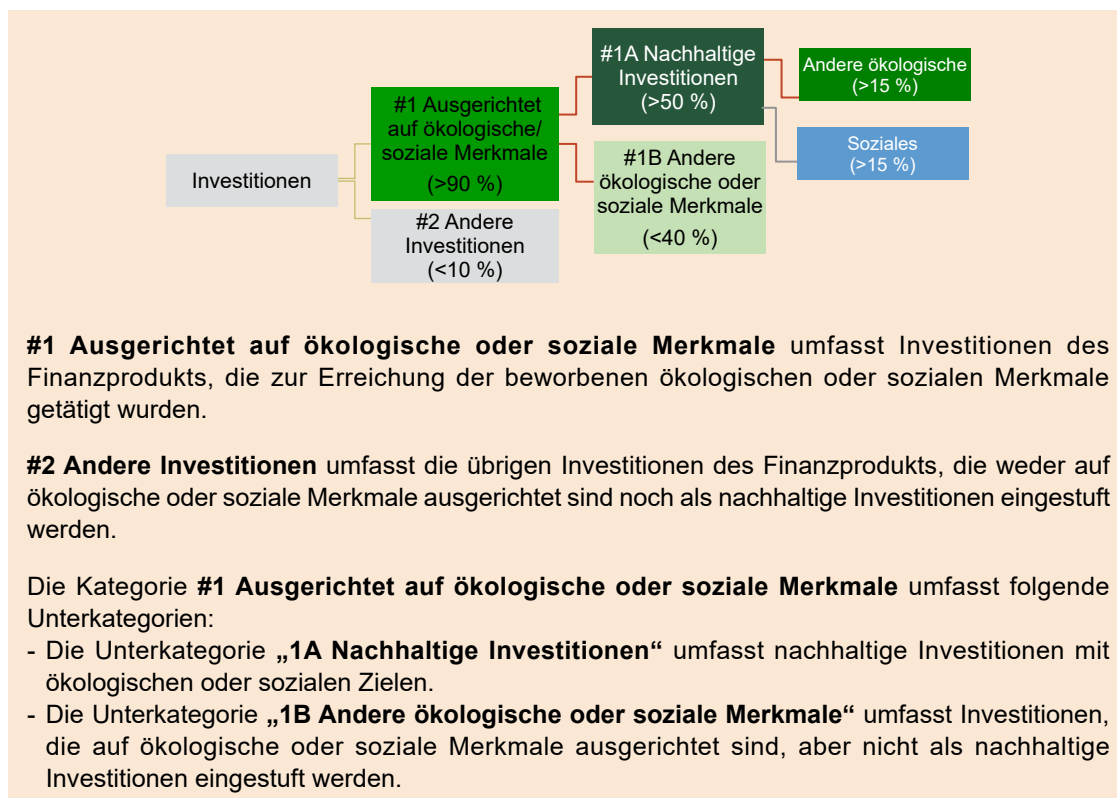 Investitionen
#1 Ausgerichtet
auf ökologische/
soziale Merkmale
(>90 %)
#2 Andere
Investitionen
(<10 %)
#1A Nachhaltige
Investitionen
(>50 %)
#1B Andere
ökologische oder
soziale Merkmale
(<40 %)
Andere ökologische
(>15 %)
Soziales
(>15 %)
#1 Ausgerichtet auf ökologische oder soziale Merkmale umfasst Investitionen des
Finanzprodukts, die zur Erreichung der beworbenen ökologischen oder sozialen Merkmale
getätigt wurden.
#2 Andere Investitionen umfasst die übrigen Investitionen des Finanzprodukts, die weder auf
ökologische oder soziale Merkmale ausgerichtet sind noch als nachhaltige Investitionen eingestuft
werden.
Die Kategorie #1 Ausgerichtet auf ökologische oder soziale Merkmale umfasst folgende
Unterkategorien:
- Die Unterkategorie „1A Nachhaltige Investitionen“ umfasst nachhaltige Investitionen mit
ökologischen oder sozialen Zielen.
- Die Unterkategorie „1B Andere ökologische oder soziale Merkmale“ umfasst Investitionen,
die auf ökologische oder soziale Merkmale ausgerichtet sind, aber nicht als nachhaltige
Investitionen eingestuft werden.